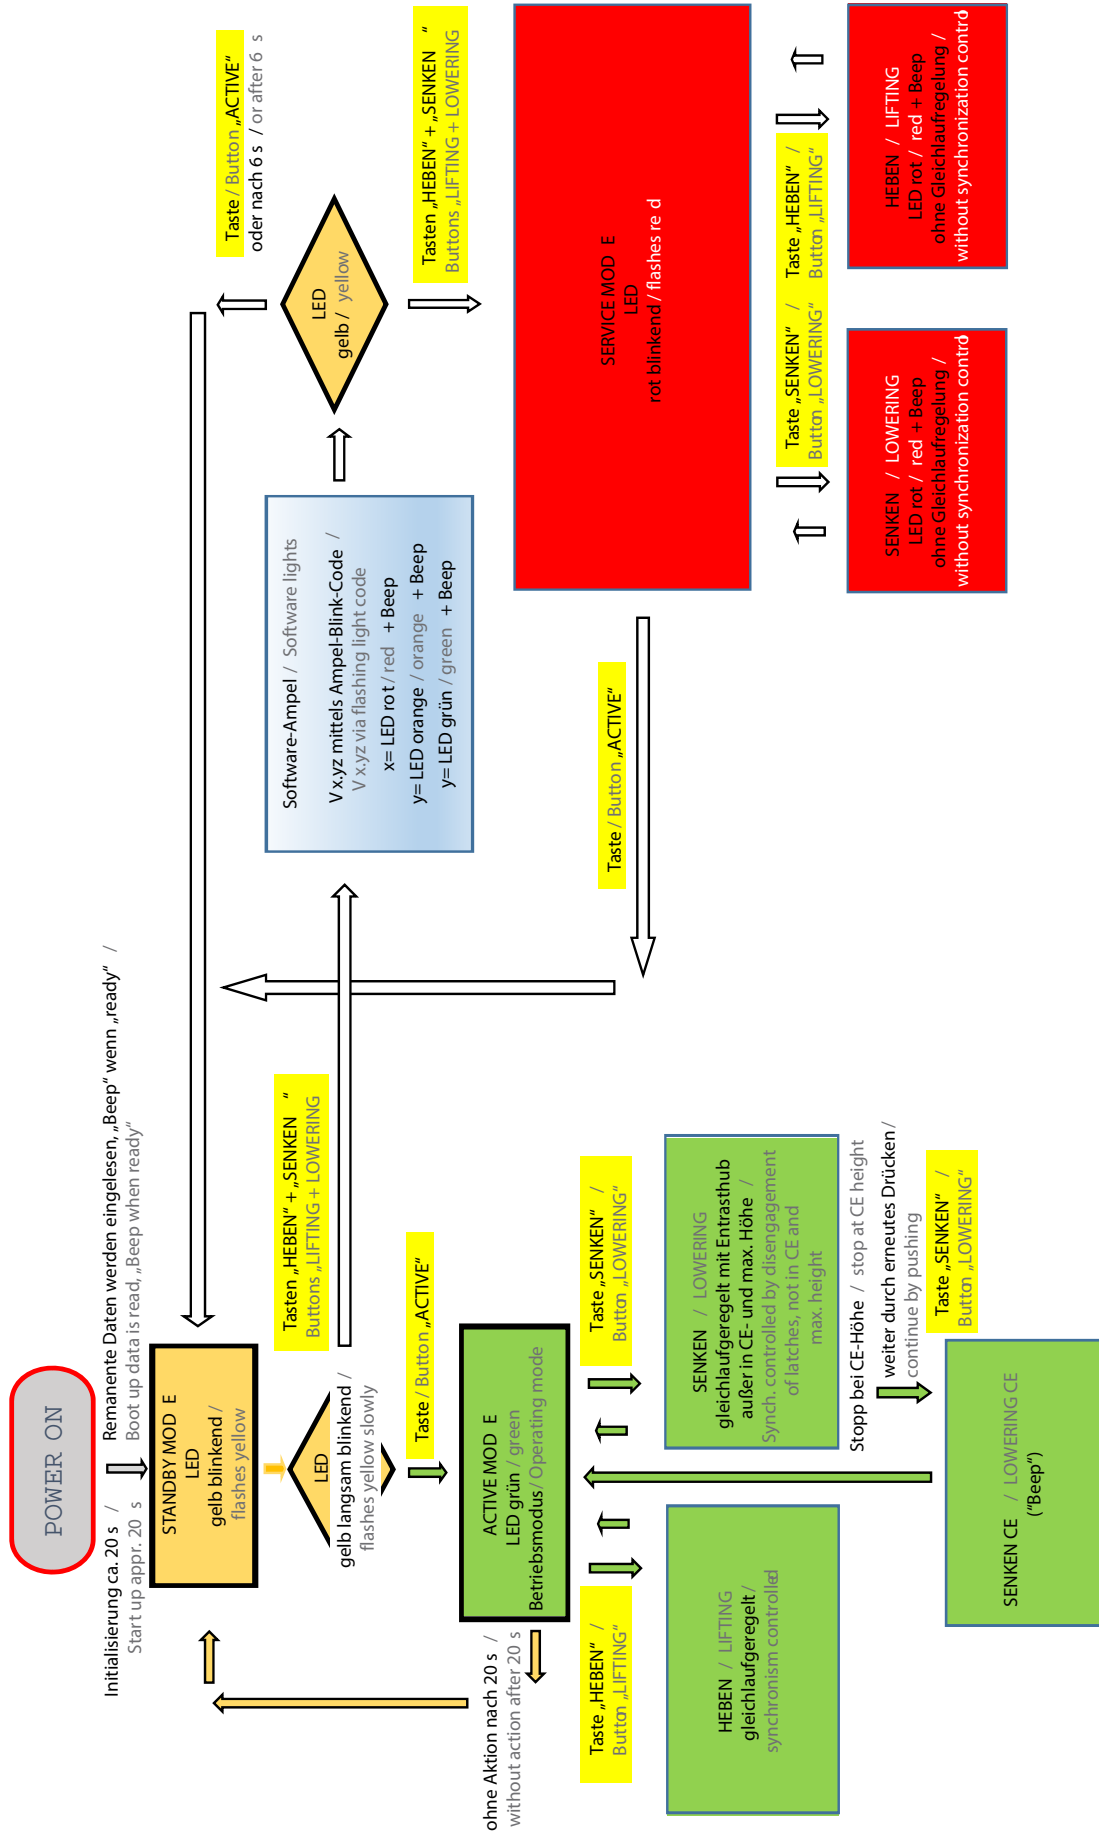 POWER ON
Initialisierung ca. 20 s /
Start up appr. 20 s
Remanente Daten werden eingelesen, „Beep“ wenn „ready“ /
Boot up data is read, „Beep when ready“
STANDBY MOD E
LED
gelb blinkend /
flashes yellow
LED
gelb langsam blinkend /
flashes yellow slowly
Tasten „HEBEN“ + „SENKEN “
Buttons „LIFTING + LOWERING
Taste / Button „ACTIVE“
ACTIVE MOD E
LED grün / green
Betriebsmodus / Operating mode
ohne Aktion nach 20 s /
without action after 20 s
Taste „HEBEN“ /
Button „LIFTING“
Taste „SENKEN“ /
Button „LOWERING“
HEBEN / LIFTING
gleichlaufgeregelt /
synchronism controlled
SENKEN / LOWERING
gleichlaufgeregelt mit Entrasthub
außer in CE- und max. Höhe /
Synch. controlled by disengagement
of latches, not in CE and
max. height
Stopp bei CE-Höhe / stop at CE height
weiter durch erneutes Drücken /
continue by pushing
Taste „SENKEN“ /
Button „LOWERING“
SENKEN CE / LOWERING CE
(“Beep”)
Software-Ampel / Software lights
V x.yz mittels Ampel-Blink-Code /
V x.yz via flashing light code
x= LED rot / red + Beep
y= LED orange / orange + Beep
y= LED grün / green + Beep
LED
gelb / yellow
Taste / Button „ACTIVE“
oder nach 6 s / or after 6 s
Tasten „HEBEN“ + „SENKEN “
Buttons „LIFTING + LOWERING
SERVICE MOD E
LED
rot blinkend / flashes re d
Taste / Button „ACTIVE“
Taste „SENKEN“ /
Button „LOWERING“
Taste „HEBEN“ /
Button „LIFTING“
SENKEN / LOWERING
LED rot / red + Beep
ohne Gleichlaufregelung /
without synchronization control
HEBEN / LIFTING
LED rot / red + Beep
ohne Gleichlaufregelung /
without synchronization control